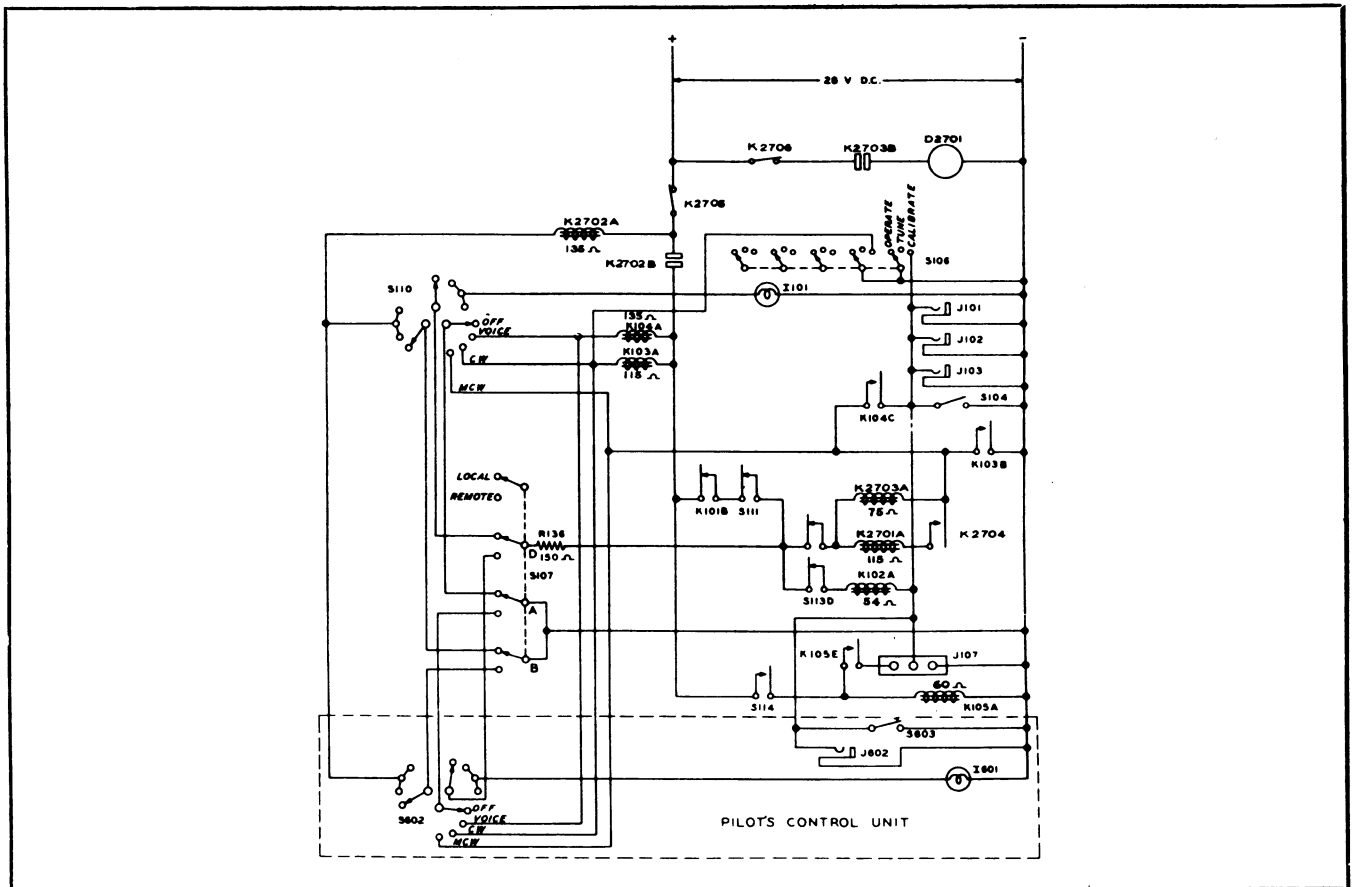 + -
28 V D.C.
K2706 K2703B D2701
K2705
OPERATE
TUNE
CALIBRATE
K2702A
135 Ω
K2702B
S106
S110
I101
OFF
VOICE
CW
MCW
135 Ω
K104A
K103A
115 Ω
J101
J102
J103
K104C
S104
K103B
LOCAL
REMOTE
K101B S111
K2703A
75 Ω
R136
150 Ω
D
S107
A
B
K2701A
115 Ω
K2704
K102A
54 Ω
S113D
K105E
J107
60 Ω
K105A
S114
S603
J602
I601
S602
OFF
VOICE
CW
MCW
PILOT'S CONTROL UNIT